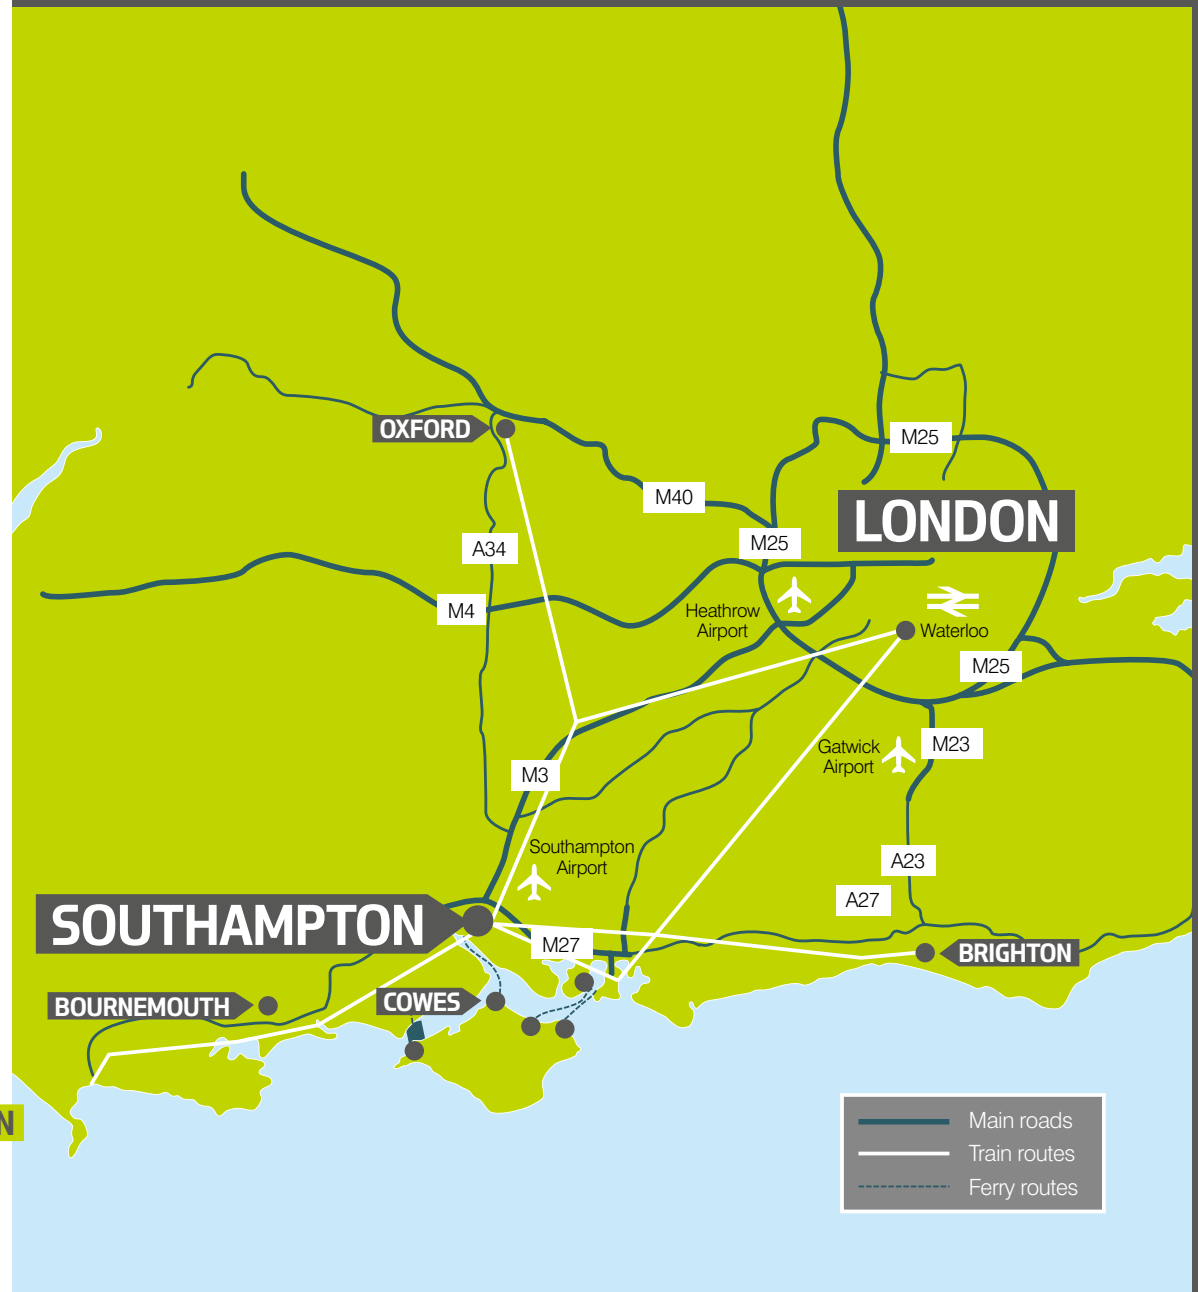 M25
OXFORD
M40
LONDON
M25
A34
M4
Heathrow
Airport
Waterloo
M25
Gatwick
Airport
M23
M3
Southampton
Airport
A23
A27
SOUTHAMPTON
M27
BRIGHTON
BOURNEMOUTH
COWES
N
Main roads
Train routes
Ferry routes